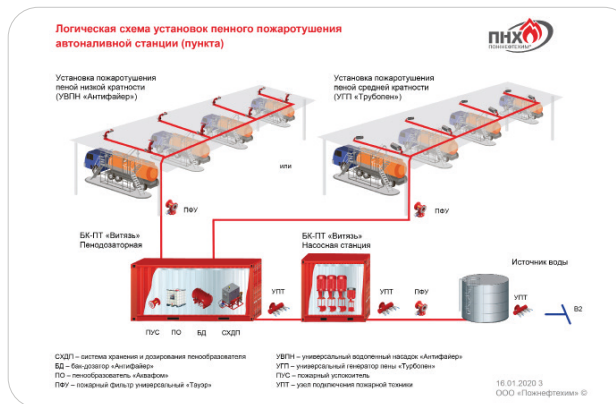 Логическая схема установок пенного пожаротушения
автоналивной станции (пункта)
ПНХ
ПОЖНЕФТЕХИМ
Установка пожаротушения
пеной низкой кратности
(УВПН «Антифайер»)
Установка пожаротушения
пеной средней кратности
(УГП «Турбопен»)
или
ПФУ
ПФУ
БК-ПТ «Витязь»
Пенодозаторная
БК-ПТ «Витязь»
Насосная станция
Источник воды
УПТ
УПТ
ПФУ
УПТ
В2
ПУС ПО БД СХДП
СХДП – система хранения и дозирования пенообразователя
БД – бак-дозатор «Антифайер»
ПО – пенообразователь «Аквафом»
ПФУ – пожарный фильтр универсальный «Тауэр»
УВПН – универсальный водопенный насадок «Антифайер»
УГП – универсальный генератор пены «Турбопен»
ПУС – пожарный успокоитель
УПТ – узел подключения пожарной техники
16.01.2020 3
ООО «Пожнефтехим» ©